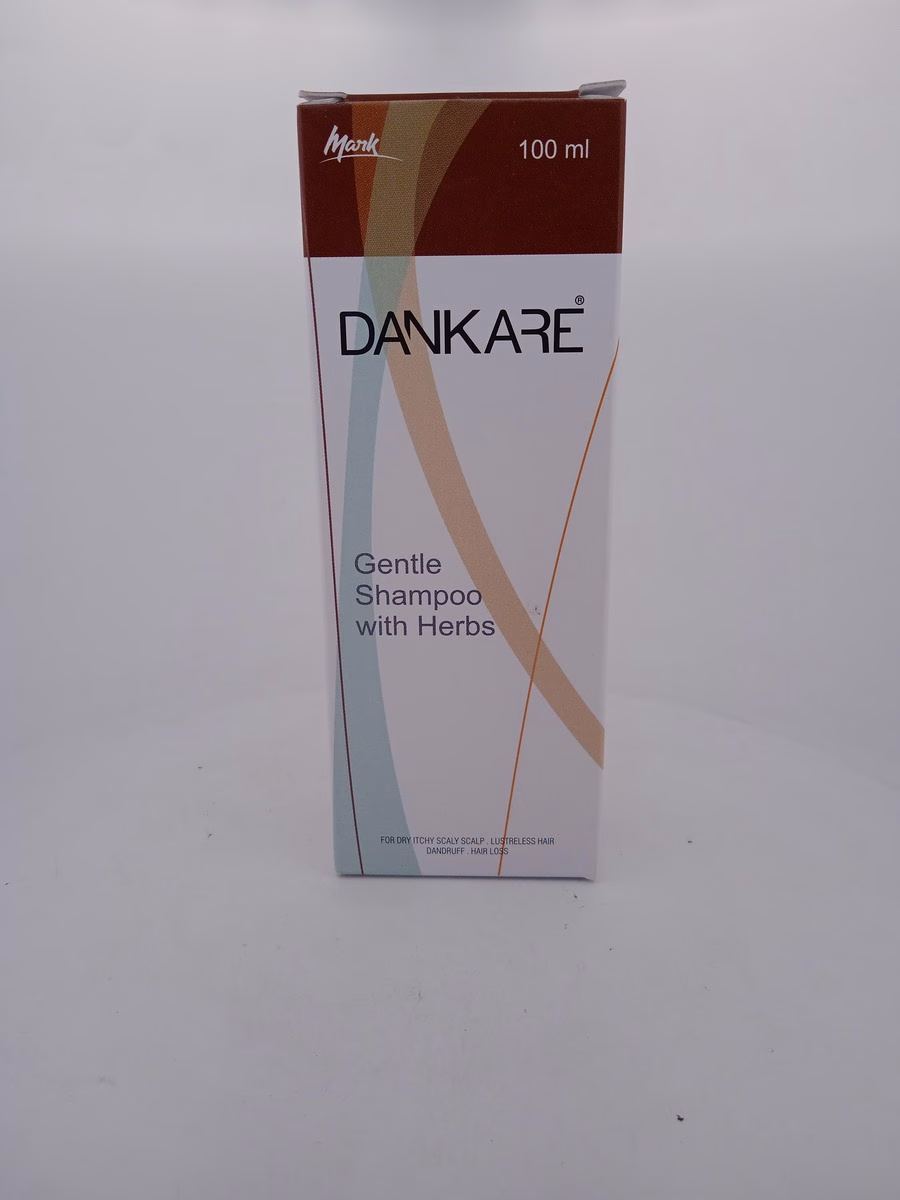 Mark
100 ml
DANKARE®
Gentle
Shampoo
with Herbs
FOR DRY ITCHY SCALY SCALP . LUSTRELESS HAIR
DANDRUFF . HAIR LOSS